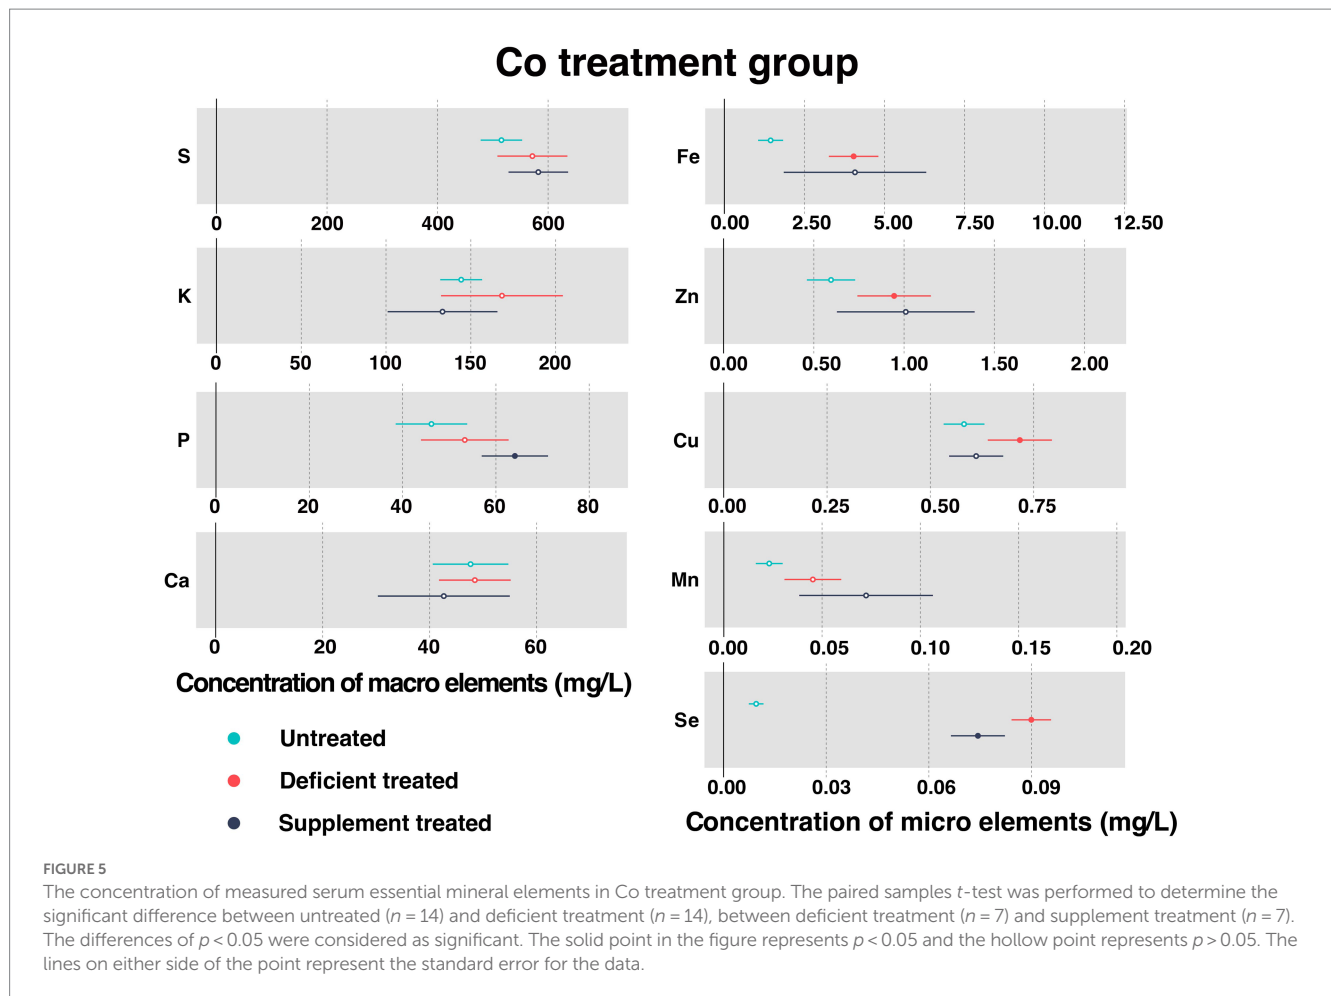 Co treatment group
S
0 200 400 600
K
0 50 100 150 200
P
0 20 40 60 80
Ca
0 20 40 60
Concentration of macro elements (mg/L)
Untreated
Deficient treated
Supplement treated
Fe
0.00 2.50 5.00 7.50 10.00 12.50
Zn
0.00 0.50 1.00 1.50 2.00
Cu
0.00 0.25 0.50 0.75
Mn
0.00 0.05 0.10 0.15 0.20
Se
0.00 0.03 0.06 0.09
Concentration of micro elements (mg/L)
FIGURE 5
The concentration of measured serum essential mineral elements in Co treatment group. The paired samples t-test was performed to determine the
significant difference between untreated (n = 14) and deficient treatment (n = 14), between deficient treatment (n = 7) and supplement treatment (n = 7).
The differences of p < 0.05 were considered as significant. The solid point in the figure represents p < 0.05 and the hollow point represents p > 0.05. The
lines on either side of the point represent the standard error for the data.